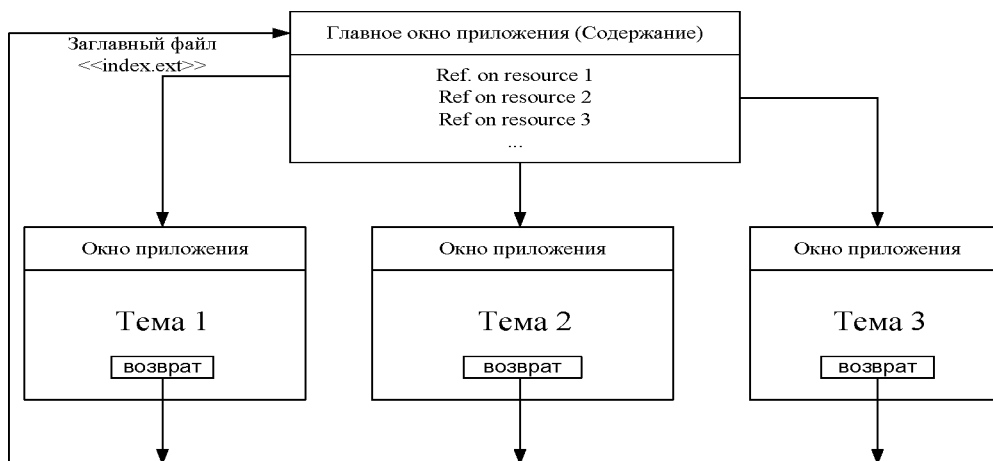 Главное окно приложения (Содержание)
Заглавный файл
<<index.ext>>
Ref. on resource 1
Ref on resource 2
Ref on resource 3
...
Окно приложения
Окно приложения
Окно приложения
Тема 1
Тема 2
Тема 3
возврат
возврат
возврат